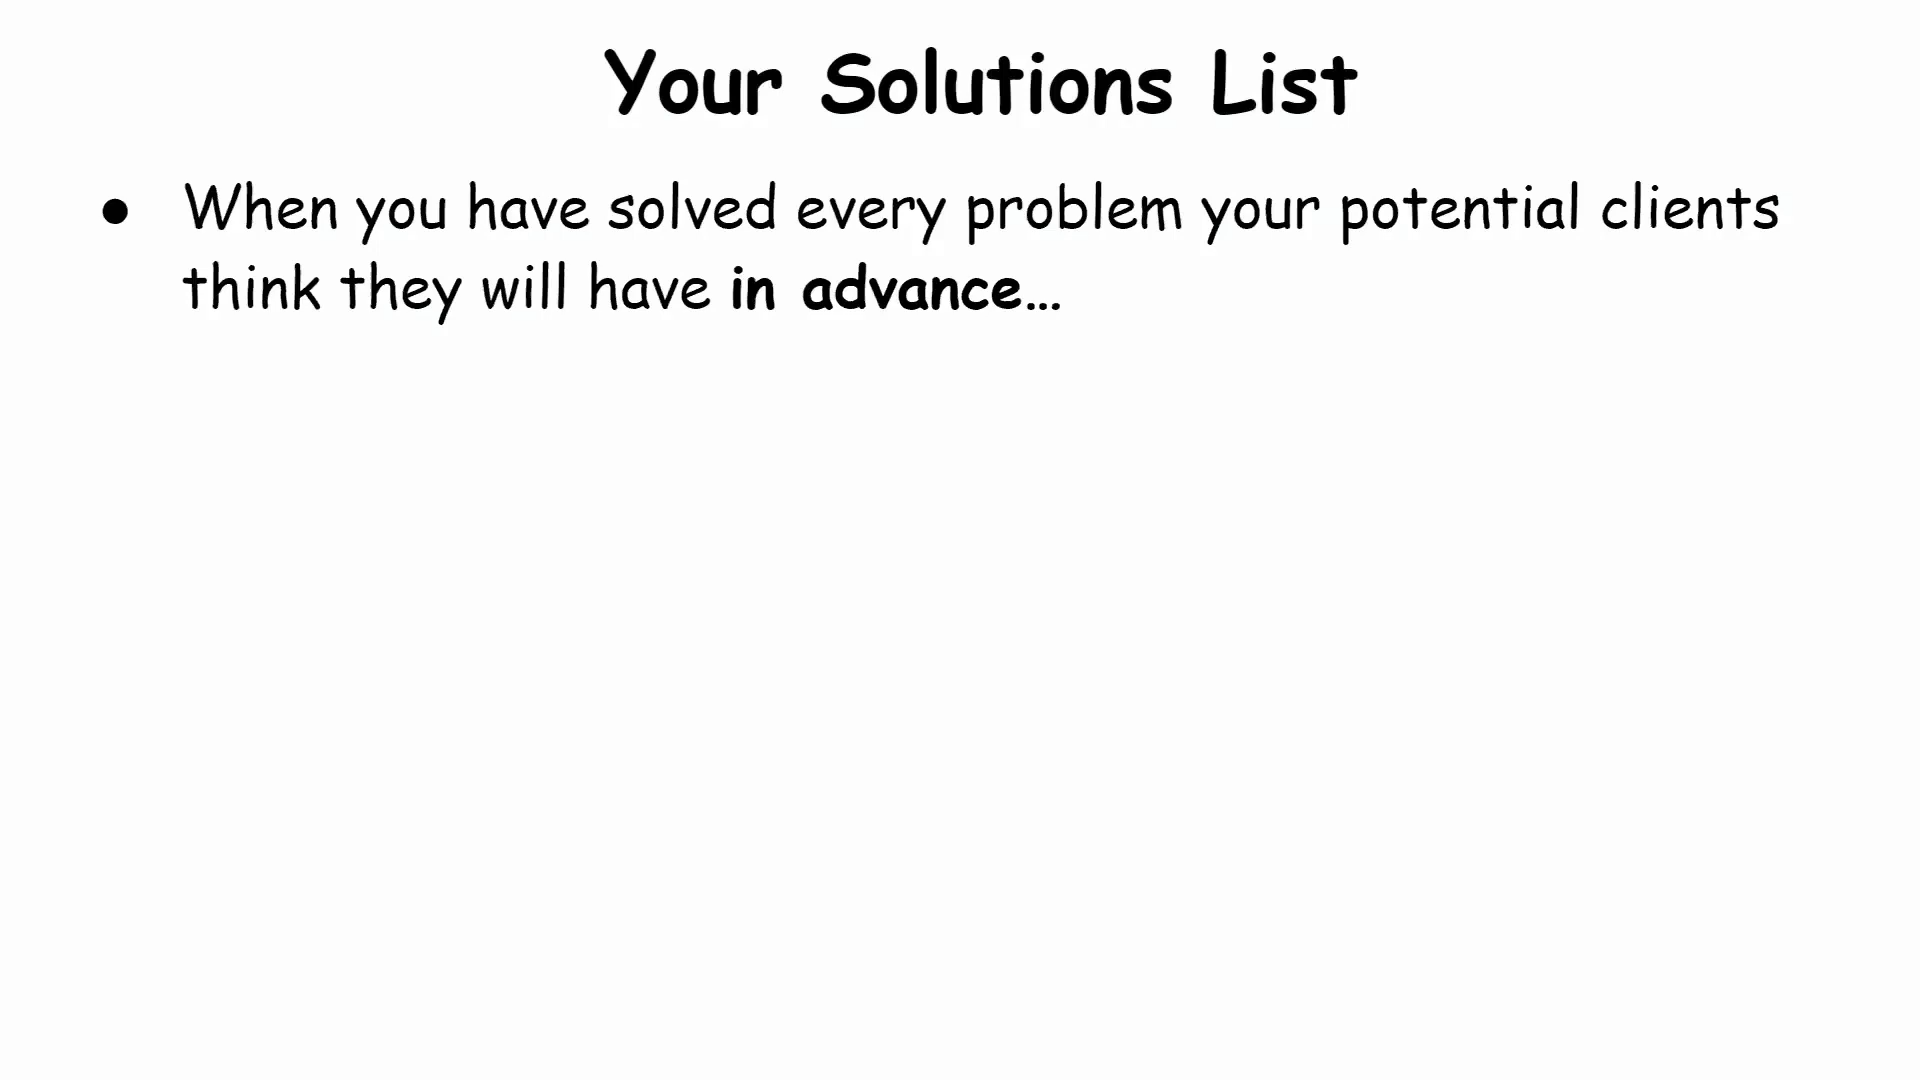 Your Solutions List
● When you have solved every problem your potential clients
think they will have in advance…